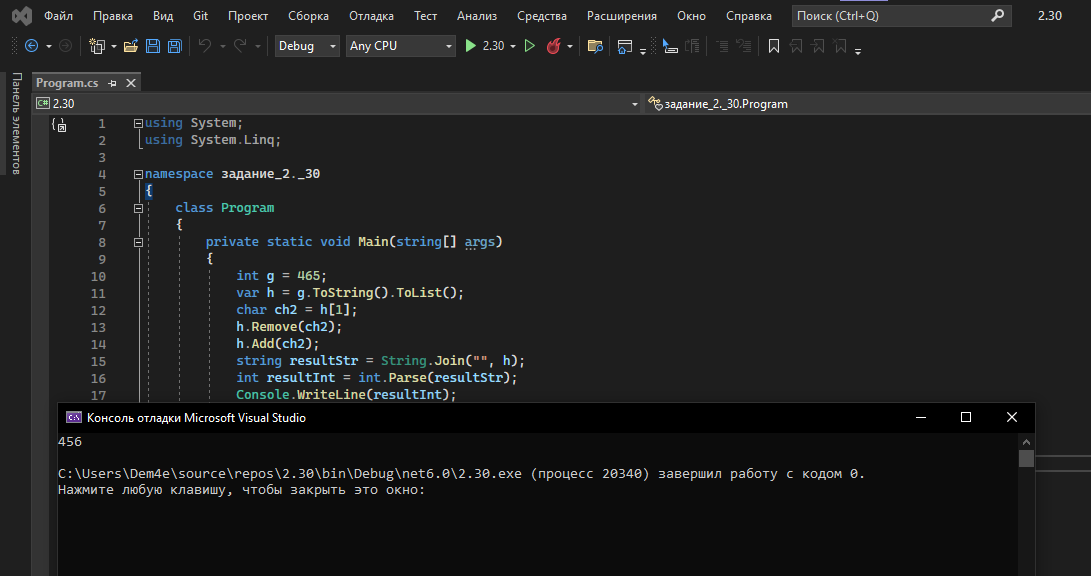 Файл Правка Вид Git Проект Сборка Отладка Тест Анализ Средства Расширения Окно Справка Поиск (Ctrl+Q) 2.30
Debug Any CPU 2.30
Панель элементов
Program.cs
C# 2.30 задание_2._30.Program
1 using System;
2 using System.Linq;
3
4 namespace задание_2._30
5 {
6 class Program
7 {
8 private static void Main(string[] args)
9 {
10 int g = 465;
11 var h = g.ToString().ToList();
12 char ch2 = h[1];
13 h.Remove(ch2);
14 h.Add(ch2);
15 string resultStr = String.Join("", h);
16 int resultInt = int.Parse(resultStr);
17 Console.WriteLine(resultInt);
Консоль отладки Microsoft Visual Studio
456
C:\Users\Dem4e\source\repos\2.30\bin\Debug\net6.0\2.30.exe (процесс 20340) завершил работу с кодом 0.
Нажмите любую клавишу, чтобы закрыть это окно: